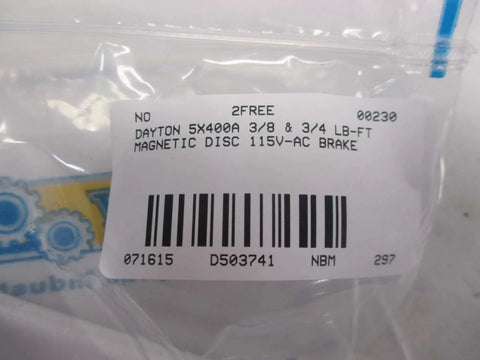 NO 2FREE 00230
DAYTON 5X400A 3/8 & 3/4 LB-FT
MAGNETIC DISC 115V-AC BRAKE
071615 D503741 NBM 297